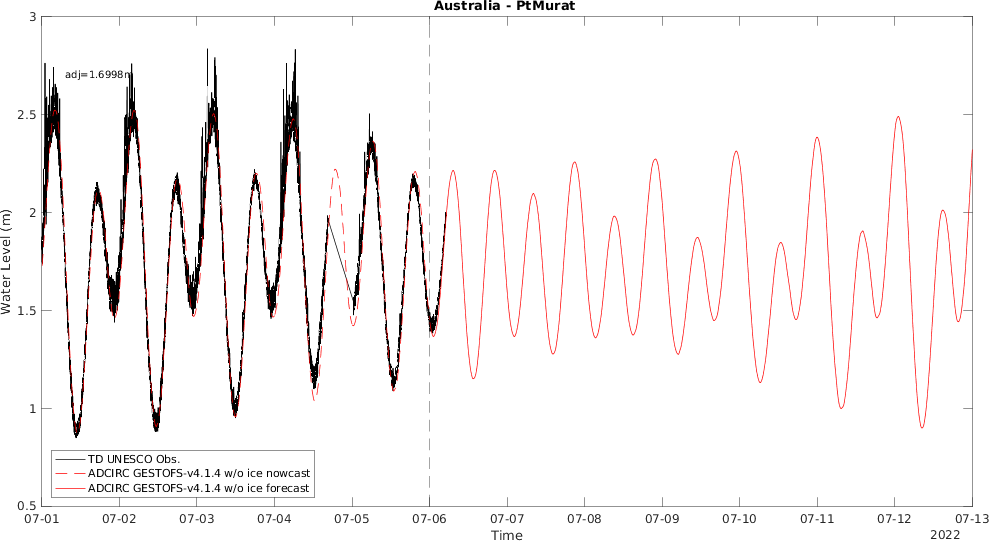 Australia - PtMurat
3
2.5
2
1.5
1
0.5
Water Level (m)
adj=1.6998m
TD UNESCO Obs.
ADCIRC GESTOFS-v4.1.4 w/o ice nowcast
ADCIRC GESTOFS-v4.1.4 w/o ice forecast
07-01 07-02 07-03 07-04 07-05 07-06 07-07 07-08 07-09 07-10 07-11 07-12 07-13
Time
2022